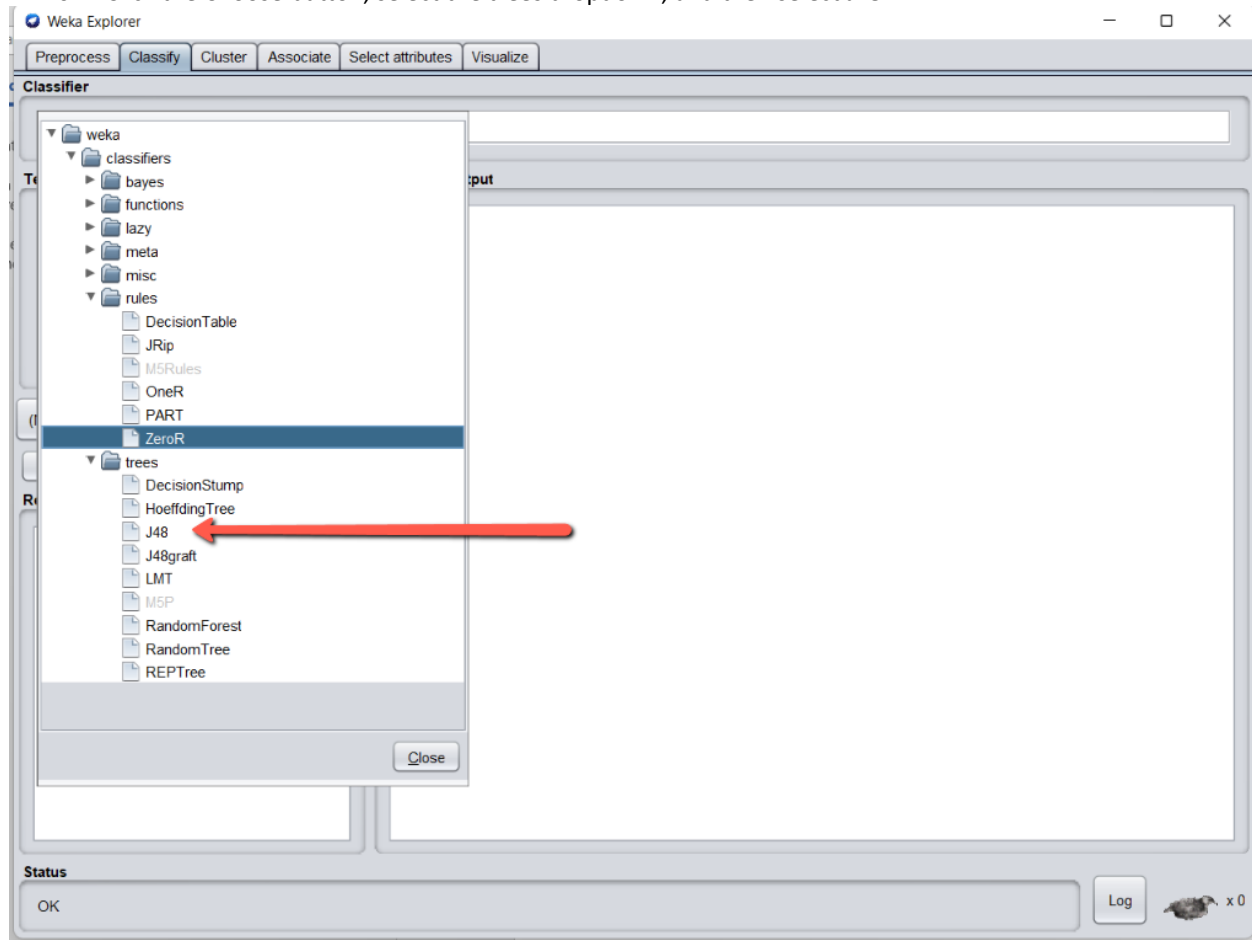 Weka Explorer
Preprocess Classify Cluster Associate Select attributes Visualize
Classifier
weka
classifiers
bayes
functions
lazy
meta
misc
rules
DecisionTable
JRip
M5Rules
OneR
PART
ZeroR
trees
DecisionStump
HoeffdingTree
J48
J48graft
LMT
M5P
RandomForest
RandomTree
REPTree
Close
Status
OK
Log
x 0